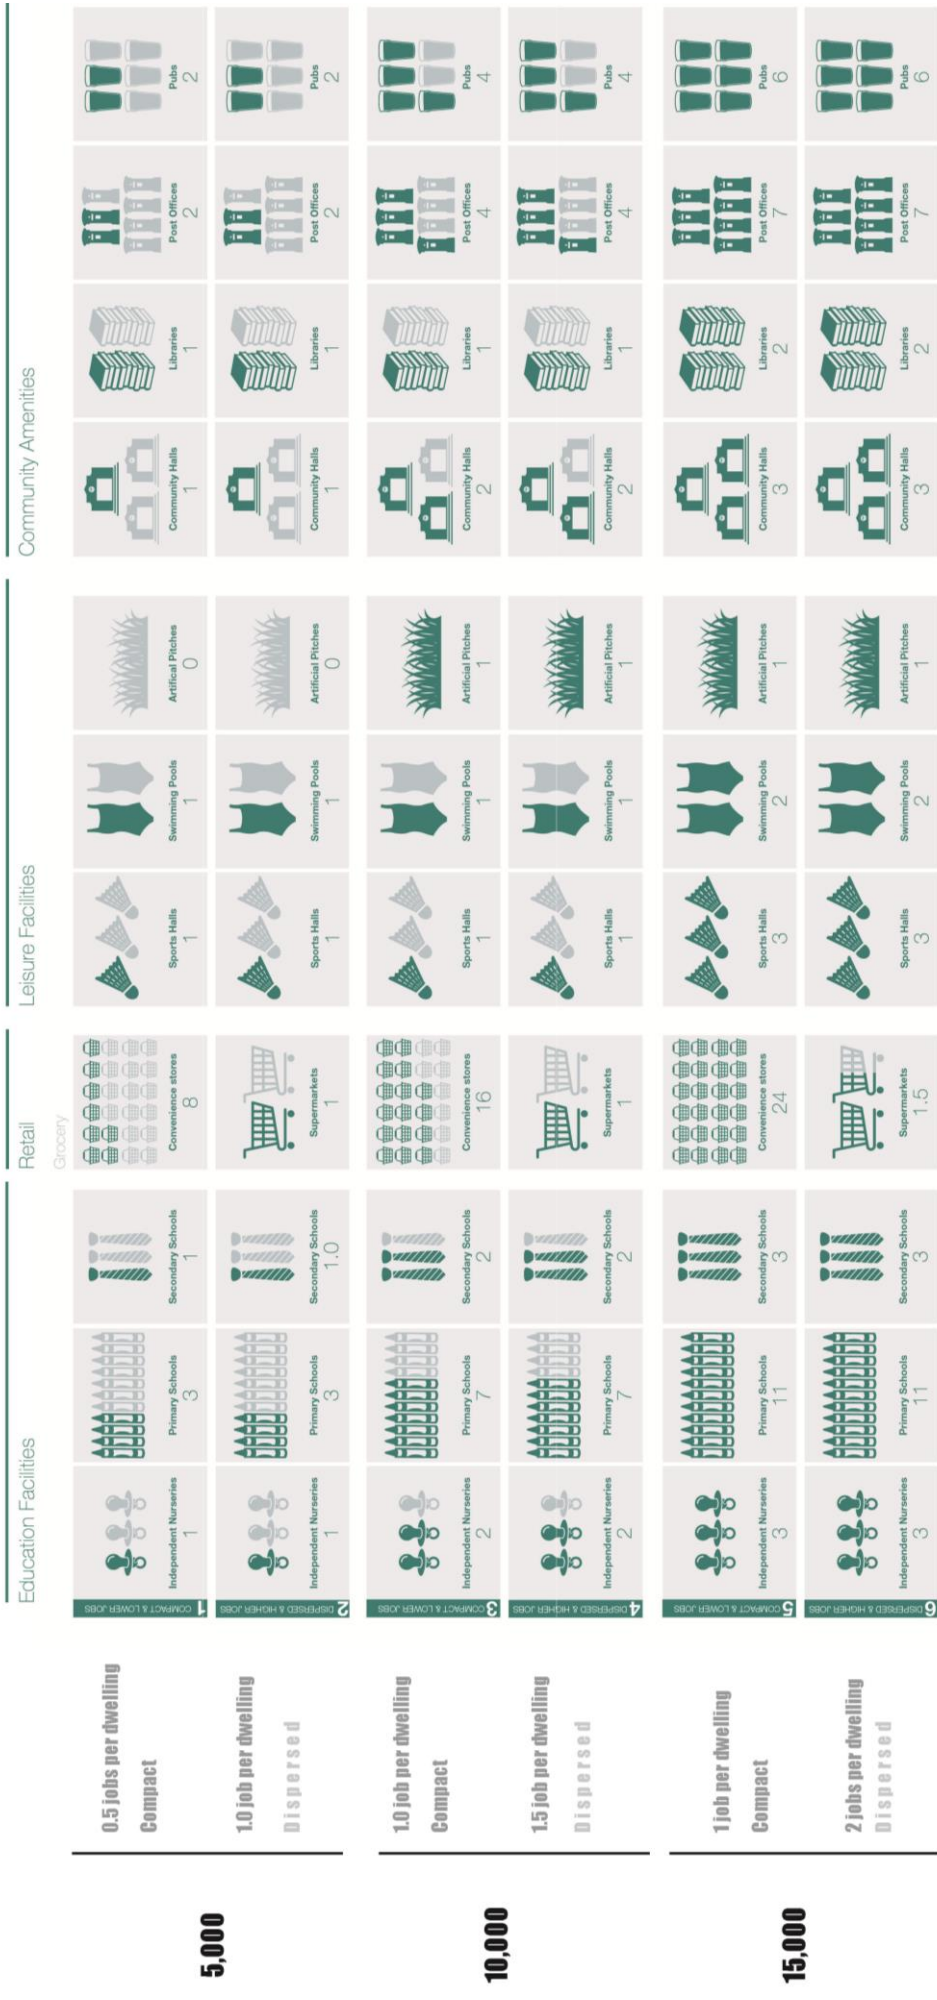 Education Facilities
Retail
Grocery
Leisure Facilities
Community Amenities
5,000
0.5 jobs per dwelling
Compact
1 COMPACT & LOWER JOBS
Independent Nurseries
1
Primary Schools
3
Secondary Schools
1
Convenience stores
8
Sports Halls
1
Swimming Pools
1
Artifical Pitches
0
Community Halls
1
Libraries
1
Post Offices
2
Pubs
2
1.0 job per dwelling
Dispersed
2 DISPERSED & HIGHER JOBS
Independent Nurseries
1
Primary Schools
3
Secondary Schools
1.0
Supermarkets
1
Sports Halls
1
Swimming Pools
1
Artificial Pitches
0
Community Halls
1
Libraries
1
Post Offices
2
Pubs
2
10,000
1.0 job per dwelling
Compact
3 COMPACT & LOWER JOBS
Independent Nurseries
2
Primary Schools
7
Secondary Schools
2
Convenience stores
16
Sports Halls
1
Swimming Pools
1
Artificial Pitches
1
Community Halls
2
Libraries
1
Post Offices
4
Pubs
4
1.5 job per dwelling
Dispersed
4 DISPERSED & HIGHER JOBS
Independent Nurseries
2
Primary Schools
7
Secondary Schools
2
Supermarkets
1
Sports Halls
1
Swimming Pools
1
Artificial Pitches
1
Community Halls
2
Libraries
1
Post Offices
4
Pubs
4
15,000
1 job per dwelling
Compact
5 COMPACT & LOWER JOBS
Independent Nurseries
3
Primary Schools
11
Secondary Schools
3
Convenience stores
24
Sports Halls
3
Swimming Pools
2
Artificial Pitches
1
Community Halls
3
Libraries
2
Post Offices
7
Pubs
6
2 jobs per dwelling
Dispersed
6 DISPERSED & HIGHER JOBS
Independent Nurseries
3
Primary Schools
11
Secondary Schools
3
Supermarkets
1.5
Sports Halls
3
Swimming Pools
2
Artificial Pitches
1
Community Halls
3
Libraries
2
Post Offices
7
Pubs
6